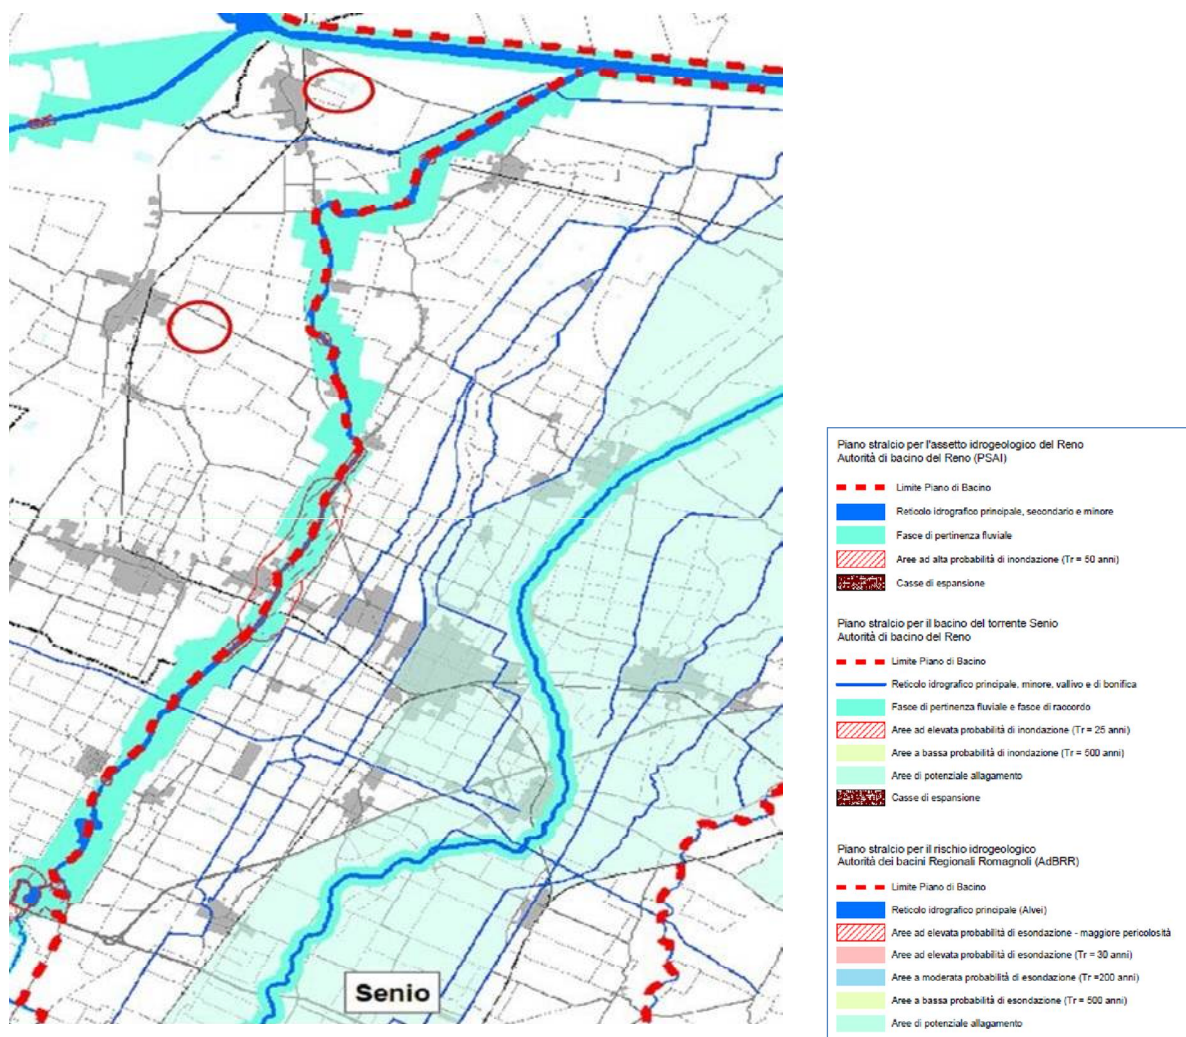 Senio
Piano stralcio per l'assetto idrogeologico del Reno
Autorità di bacino del Reno (PSAI)
Limite Piano di Bacino
Reticolo idrografico principale, secondario e minore
Fasce di pertinenza fluviale
Aree ad alta probabilità di inondazione (Tr = 50 anni)
Casse di espansione
Piano stralcio per il bacino del torrente Senio
Autorità di bacino del Reno
Limite Piano di Bacino
Reticolo idrografico principale, minore, vallivo e di bonifica
Fasce di pertinenza fluviale e fasce di raccordo
Aree ad elevata probabilità di inondazione (Tr = 25 anni)
Aree a bassa probabilità di inondazione (Tr = 500 anni)
Aree di potenziale allagamento
Casse di espansione
Piano stralcio per il rischio idrogeologico
Autorità dei bacini Regionali Romagnoli (AdBRR)
Limite Piano di Bacino
Reticolo idrografico principale (Alvei)
Aree ad elevata probabilità di esondazione - maggiore pericolosità
Aree ad elevata probabilità di esondazione (Tr = 30 anni)
Aree a moderata probabilità di esondazione (Tr =200 anni)
Aree a bassa probabilità di esondazione (Tr = 500 anni)
Aree di potenziale allagamento